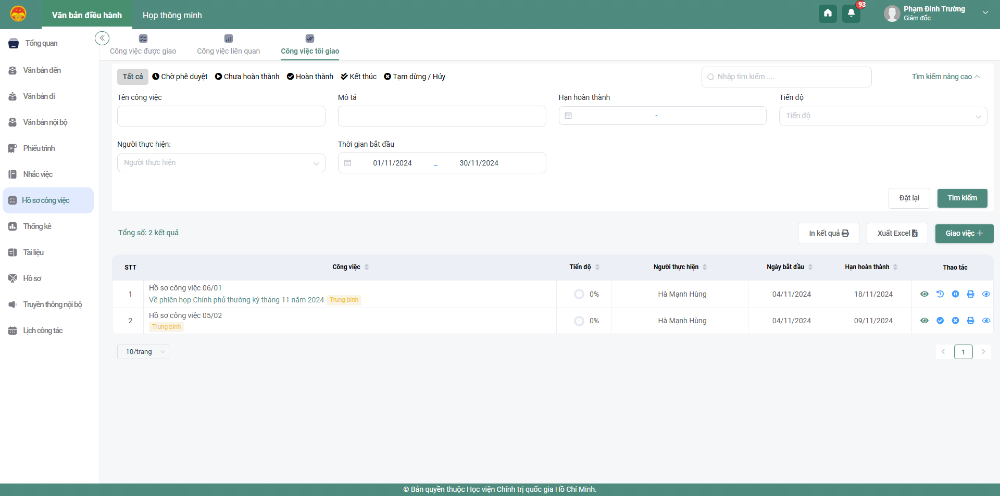 Văn bản điều hành
Họp thông minh
93
Phạm Đình Trường
Giám đốc
Tổng quan
Văn bản đến
Văn bản đi
Văn bản nội bộ
Phiếu trình
Nhắc việc
Hồ sơ công việc
Thống kê
Tài liệu
Hồ sơ
Truyền thông nội bộ
Lịch công tác
Công việc được giao
Công việc liên quan
Công việc tôi giao
Tất cả
Chờ phê duyệt
Chưa hoàn thành
Hoàn thành
Kết thúc
Tạm dừng / Hủy
Nhập tìm kiếm ....
Tìm kiếm nâng cao
Tên công việc
Mô tả
Hạn hoàn thành
Tiến độ
-
Tiến độ
Người thực hiện:
Thời gian bắt đầu
Người thực hiện
01/11/2024 _ 30/11/2024
Đặt lại
Tìm kiếm
Tổng số: 2 kết quả
In kết quả
Xuất Excel
Giao việc
STT Công việc Tiến độ Người thực hiện Ngày bắt đầu Hạn hoàn thành Thao tác
Hồ sơ công việc 06/01
1 Về phiên họp Chính phủ thường kỳ tháng 11 năm 2024 Trung bình 0% Hà Mạnh Hùng 04/11/2024 18/11/2024
Hồ sơ công việc 05/02
2 Trung bình 0% Hà Mạnh Hùng 04/11/2024 09/11/2024
10/trang
1
© Bản quyền thuộc Học viện Chính trị quốc gia Hồ Chí Minh.